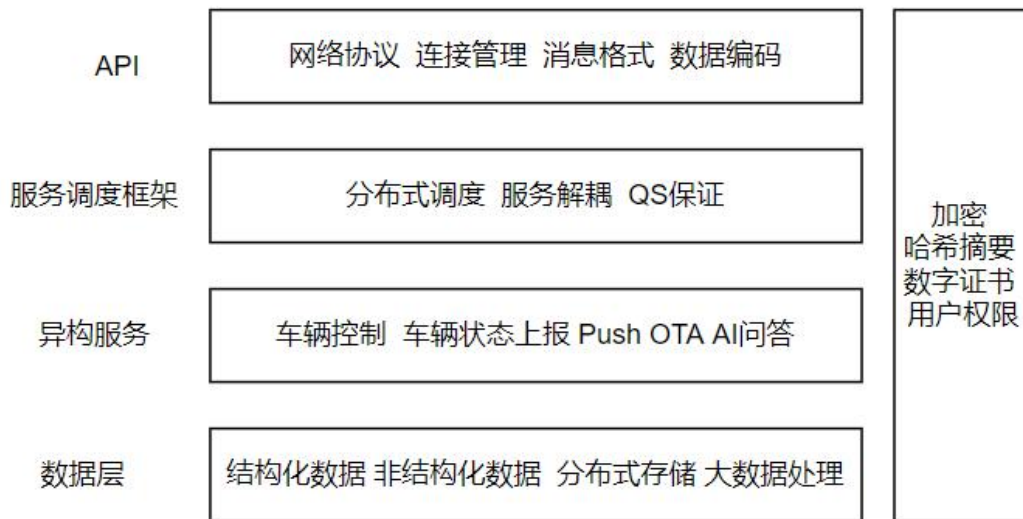 API
网络协议 连接管理 消息格式 数据编码
服务调度框架
分布式调度 服务解耦 QS保证
异构服务
车辆控制 车辆状态上报 Push OTA AI问答
数据层
结构化数据 非结构化数据 分布式存储 大数据处理
加密
哈希摘要
数字证书
用户权限